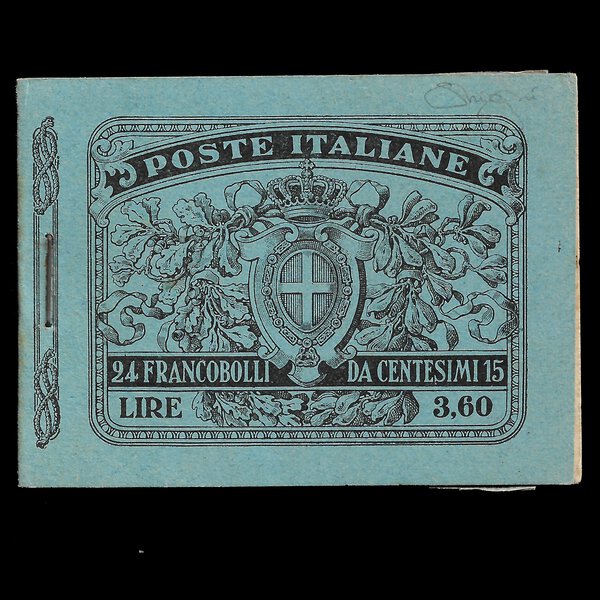 POSTE ITALIANE
24 FRANCOBOLLI DA CENTESIMI 15
LIRE 3,60